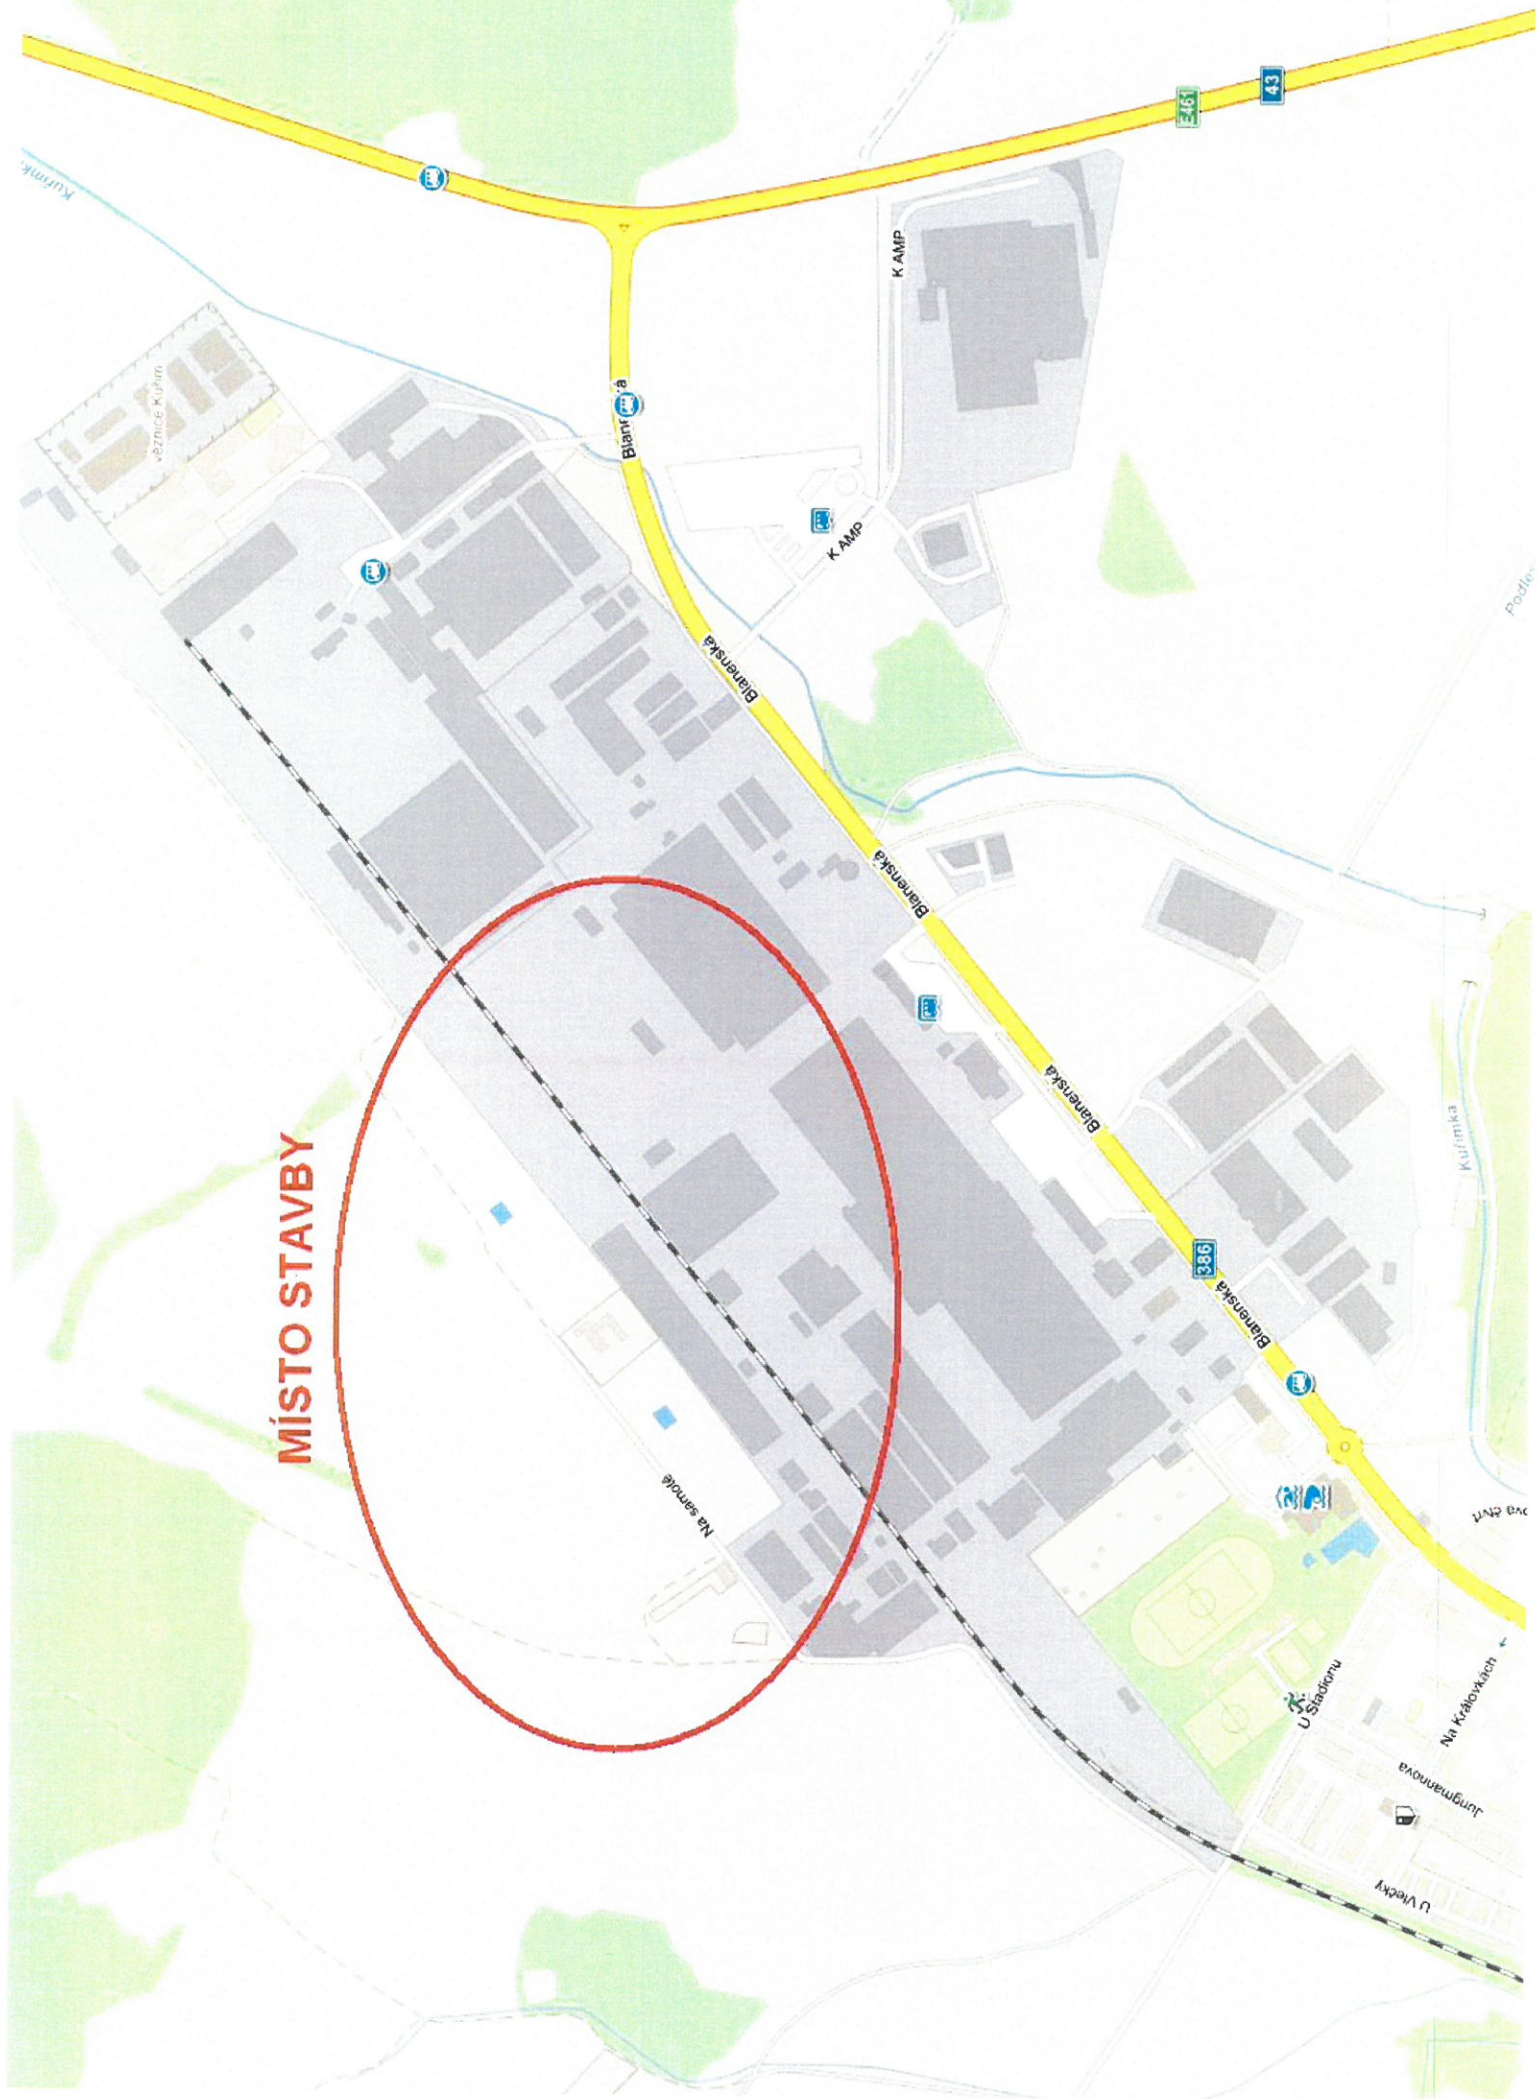 MÍSTO STAVBY
E461
43
Kuřimka
K AMP
věznice Kuřim
Blanenská
K AMP
Blanenská
Blanenská
Blanenská
386
Blanenská
Kuřimka
Na samotě
U Stadionu
Na Královkách
Jungmannova
U Vlečky